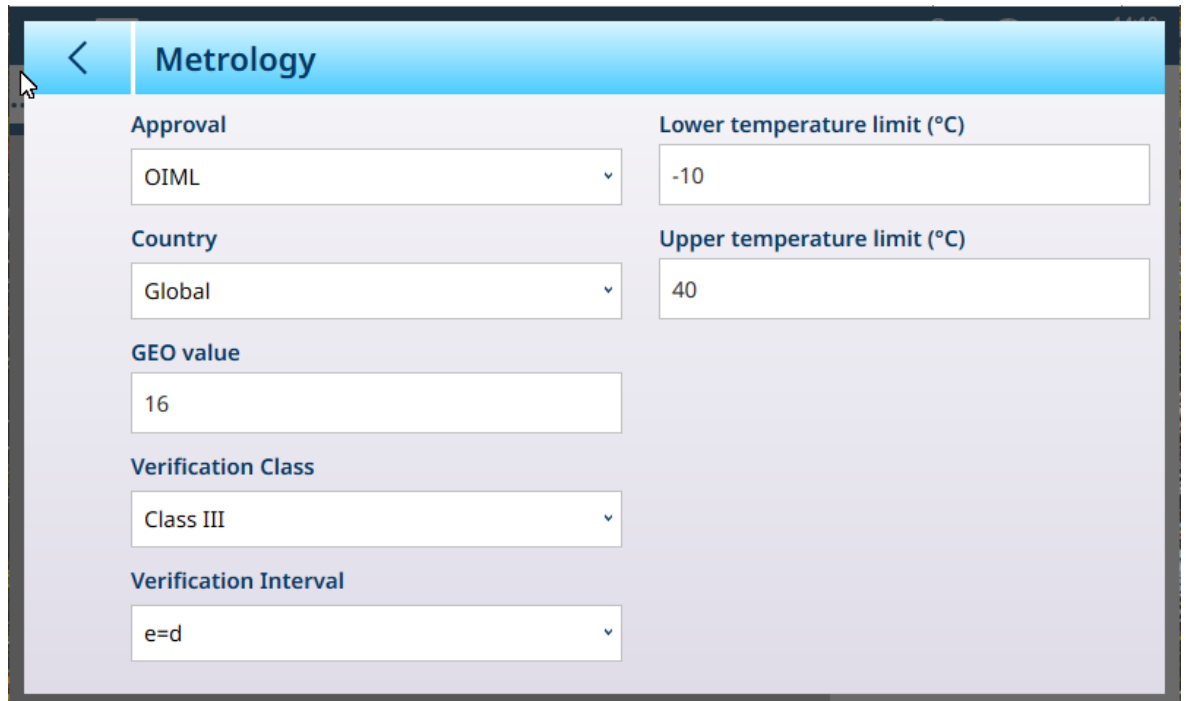 Metrology
Approval
OIML
Country
Global
GEO value
16
Verification Class
Class III
Verification Interval
e=d
Lower temperature limit (°C)
-10
Upper temperature limit (°C)
40